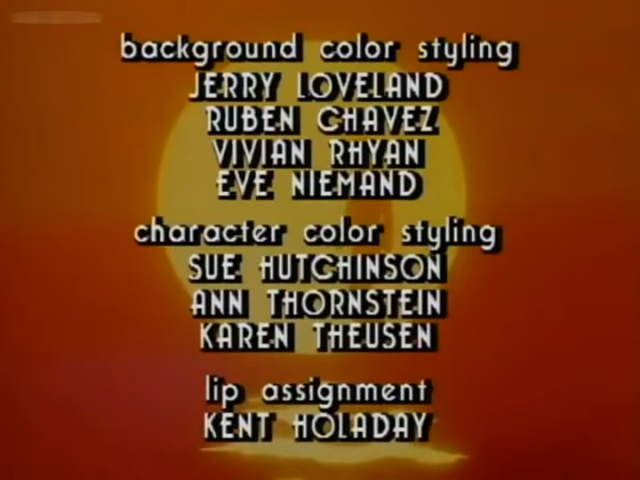 background color styling
JERRY LOVELAND
RUBEN CHAVEZ
VIVIAN RHYAN
EVE NIEMAND
character color styling
SUE HUTCHINSON
ANN THORNSTEIN
KAREN THEUSEN
lip assignment
KENT HOLADAY